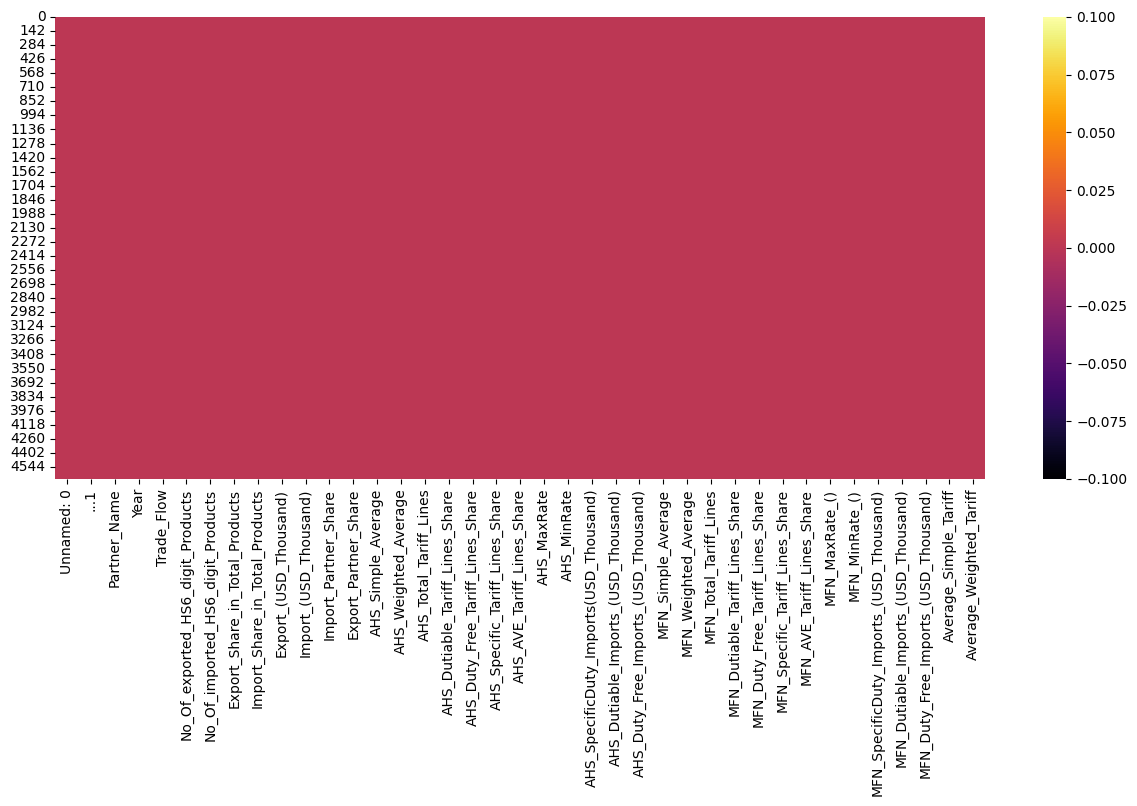 0
142
284
426
568
710
852
994
1136
1278
1420
1562
1704
1846
1988
2130
2272
2414
2556
2698
2840
2982
3124
3266
3408
3550
3692
3834
3976
4118
4260
4402
4544
Unnamed: 0
...1
Partner_Name
Year
Trade_Flow
No_Of_exported_HS6_digit_Products
No_Of_imported_HS6_digit_Products
Export_Share_in_Total_Products
Import_Share_in_Total_Products
Export_(USD_Thousand)
Import_(USD_Thousand)
Import_Partner_Share
Export_Partner_Share
AHS_Simple_Average
AHS_Weighted_Average
AHS_Total_Tariff_Lines
AHS_Dutiable_Tariff_Lines_Share
AHS_Duty_Free_Tariff_Lines_Share
AHS_Specific_Tariff_Lines_Share
AHS_AVE_Tariff_Lines_Share
AHS_MaxRate
AHS_MinRate
AHS_SpecificDuty_Imports(USD_Thousand)
AHS_Dutiable_Imports_(USD_Thousand)
AHS_Duty_Free_Imports_(USD_Thousand)
MFN_Simple_Average
MFN_Weighted_Average
MFN_Total_Tariff_Lines
MFN_Dutiable_Tariff_Lines_Share
MFN_Duty_Free_Tariff_Lines_Share
MFN_Specific_Tariff_Lines_Share
MFN_AVE_Tariff_Lines_Share
MFN_MaxRate_()
MFN_MinRate_()
MFN_SpecificDuty_Imports_(USD_Thousand)
MFN_Dutiable_Imports_(USD_Thousand)
MFN_Duty_Free_Imports_(USD_Thousand)
Average_Simple_Tariff
Average_Weighted_Tariff
0.100
0.075
0.050
0.025
0.000
−0.025
−0.050
−0.075
−0.100